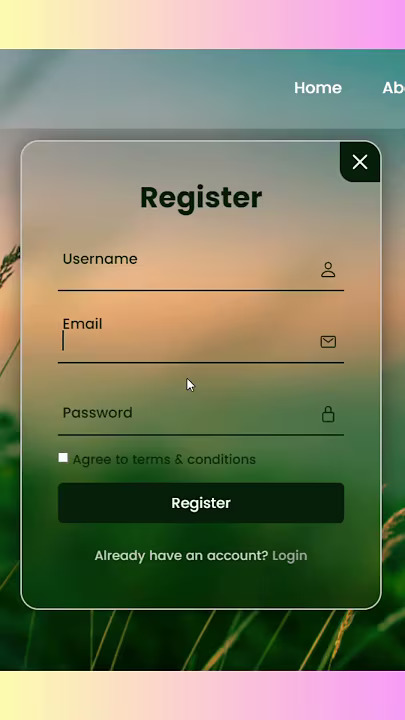 Home
Ab
Register
Username
Email
Password
Agree to terms & conditions
Register
Already have an account? Login